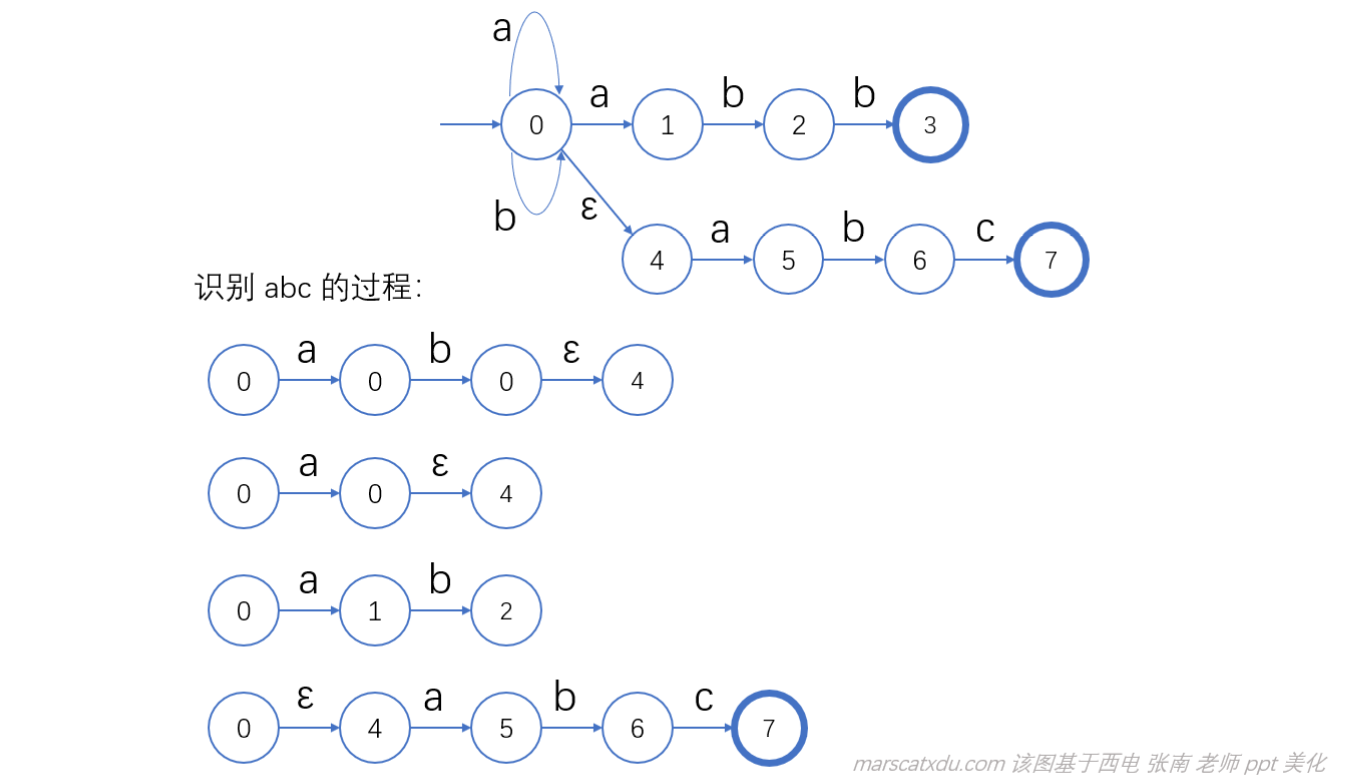 a
a b b
0 1 2 3
b ε
a b c
4 5 6 7
识别 abc 的过程:
a b ε
0 0 0 4
a ε
0 0 4
a b
0 1 2
ε a b c
0 4 5 6 7
marscatxdu.com 该图基于西电 张南 老师 ppt 美化